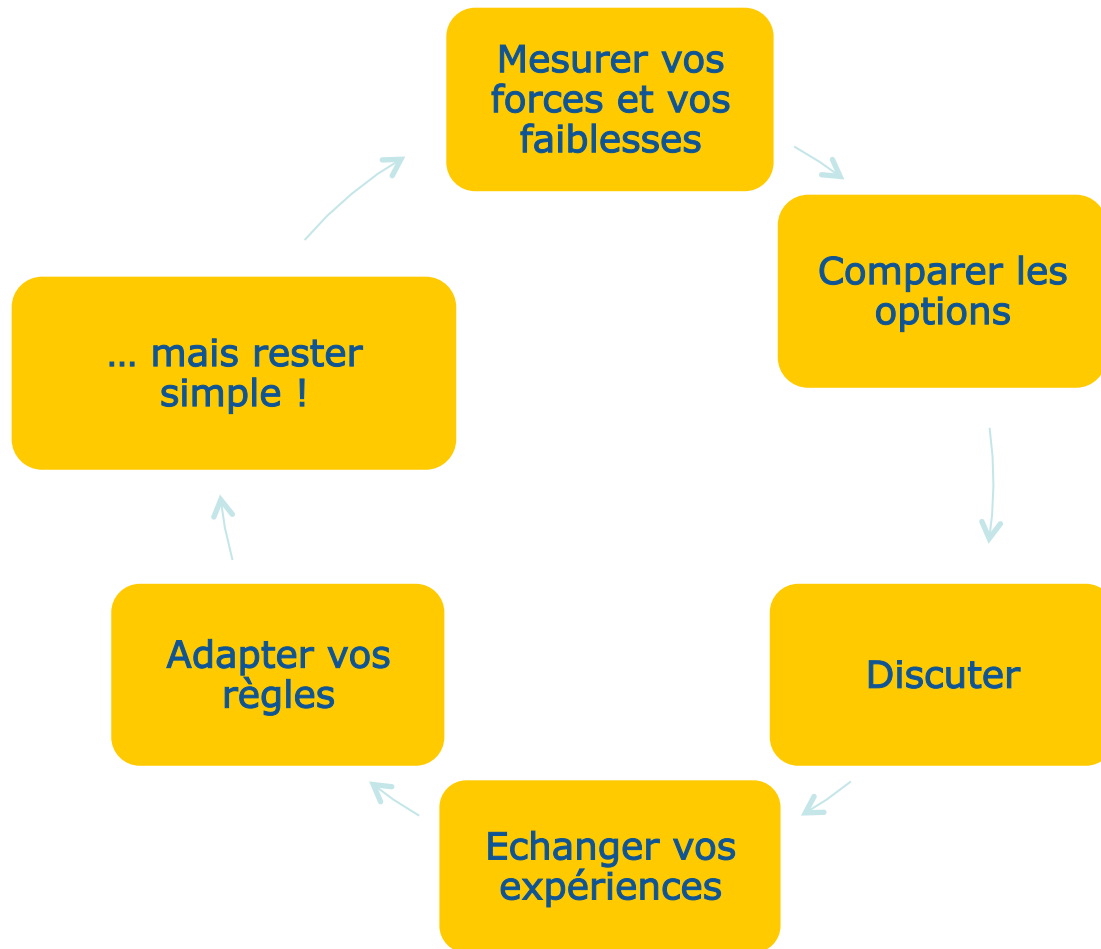 Mesurer vos
forces et vos
faiblesses
Comparer les
options
Discuter
Echanger vos
expériences
Adapter vos
règles
… mais rester
simple !